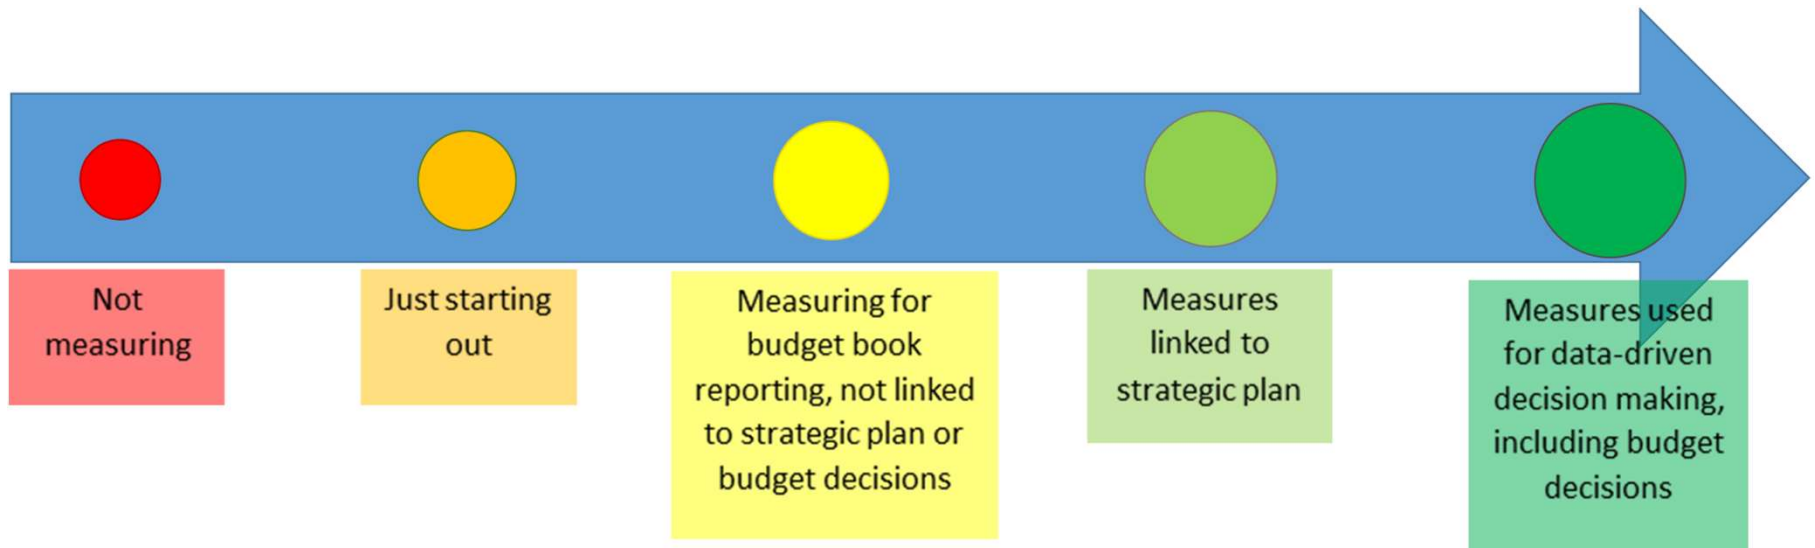 Not
measuring
Just starting
out
Measuring for
budget book
reporting, not linked
to strategic plan or
budget decisions
Measures
linked to
strategic plan
Measures used
for data-driven
decision making,
including budget
decisions